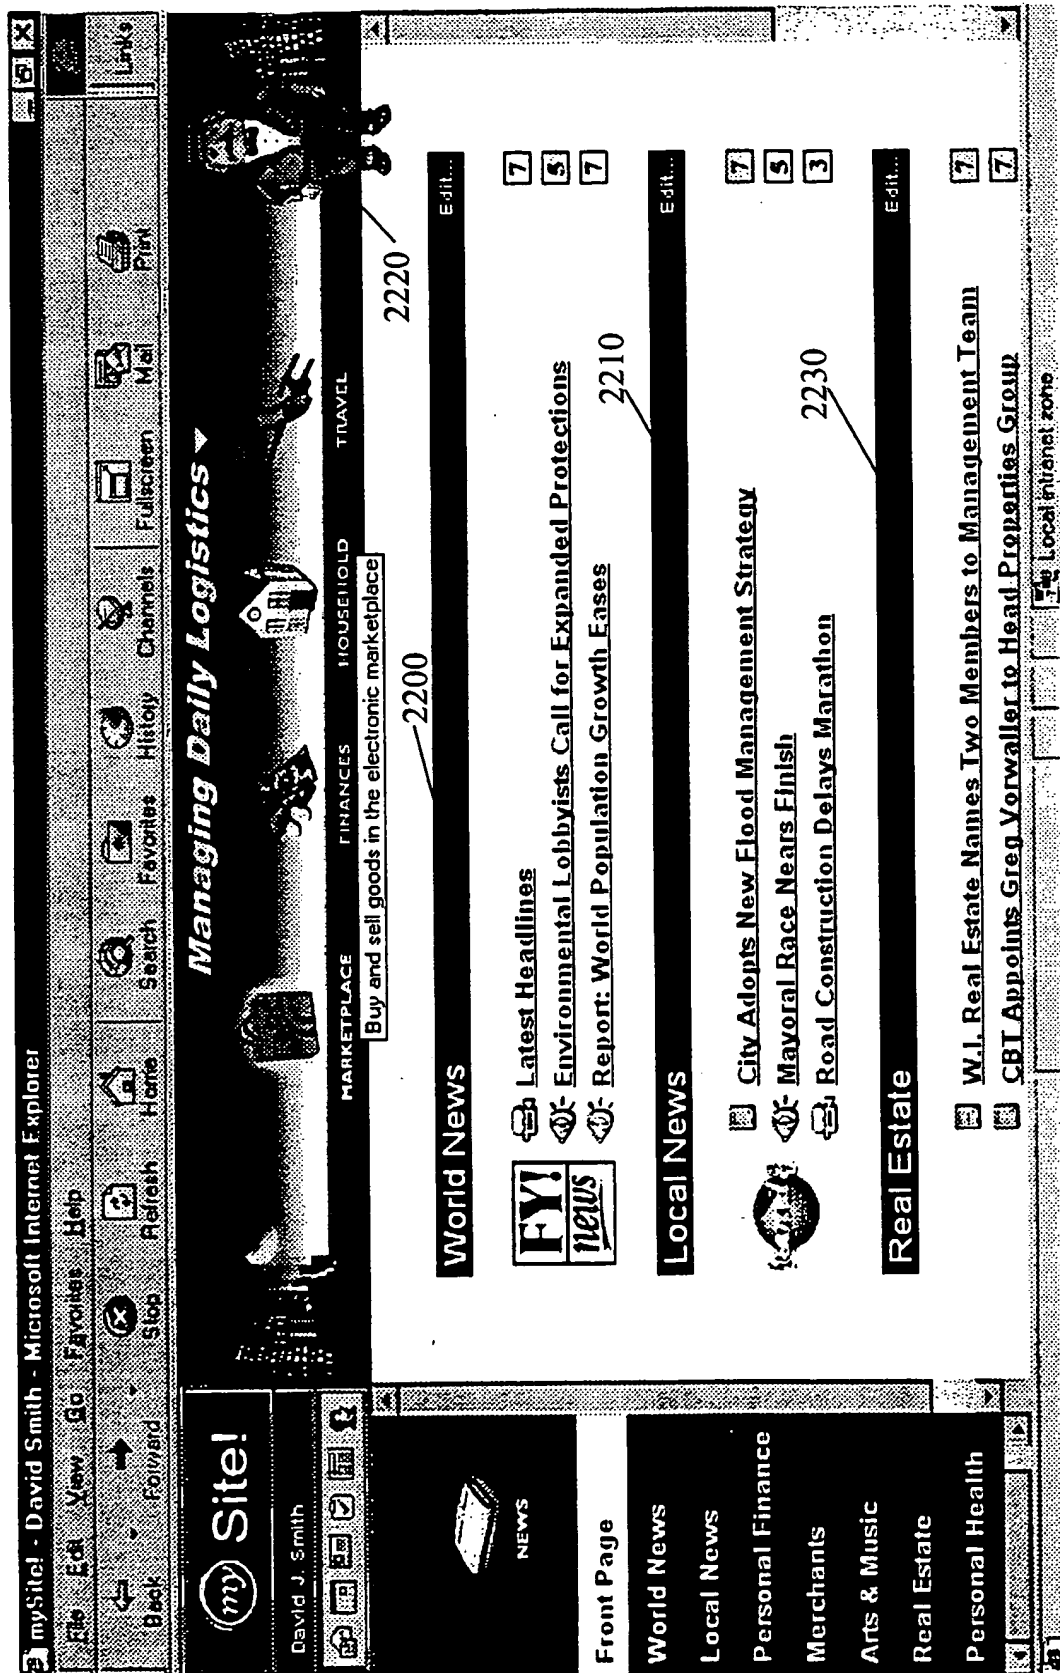 mySite! - David Smith - Microsoft Internet Explorer
File Edit View Go Favorites Help
Back Forward Stop Refresh Home Search Favorites History Channels Fullscreen Mail Print
Links
my Site!
Managing Daily Logistics
David J. Smith
MARKETPLACE FINANCES HOUSEHOLD TRAVEL
Buy and sell goods in the electronic marketplace
2200
2220
NEWS
Front Page
World News
Local News
Personal Finance
Merchants
Arts & Music
Real Estate
Personal Health
World News Edit...
FY! news
Latest Headlines 7
Environmental Lobbyists Call for Expanded Protections 5
Report: World Population Growth Eases 7
2210
Local News Edit...
City Adopts New Flood Management Strategy 7
Mayoral Race Nears Finish 5
Road Construction Delays Marathon 3
2230
Real Estate Edit...
W.I. Real Estate Names Two Members to Management Team 7
CBT Appoints Greg Vorwaller to Head Properties Group 7
Local intranet zone